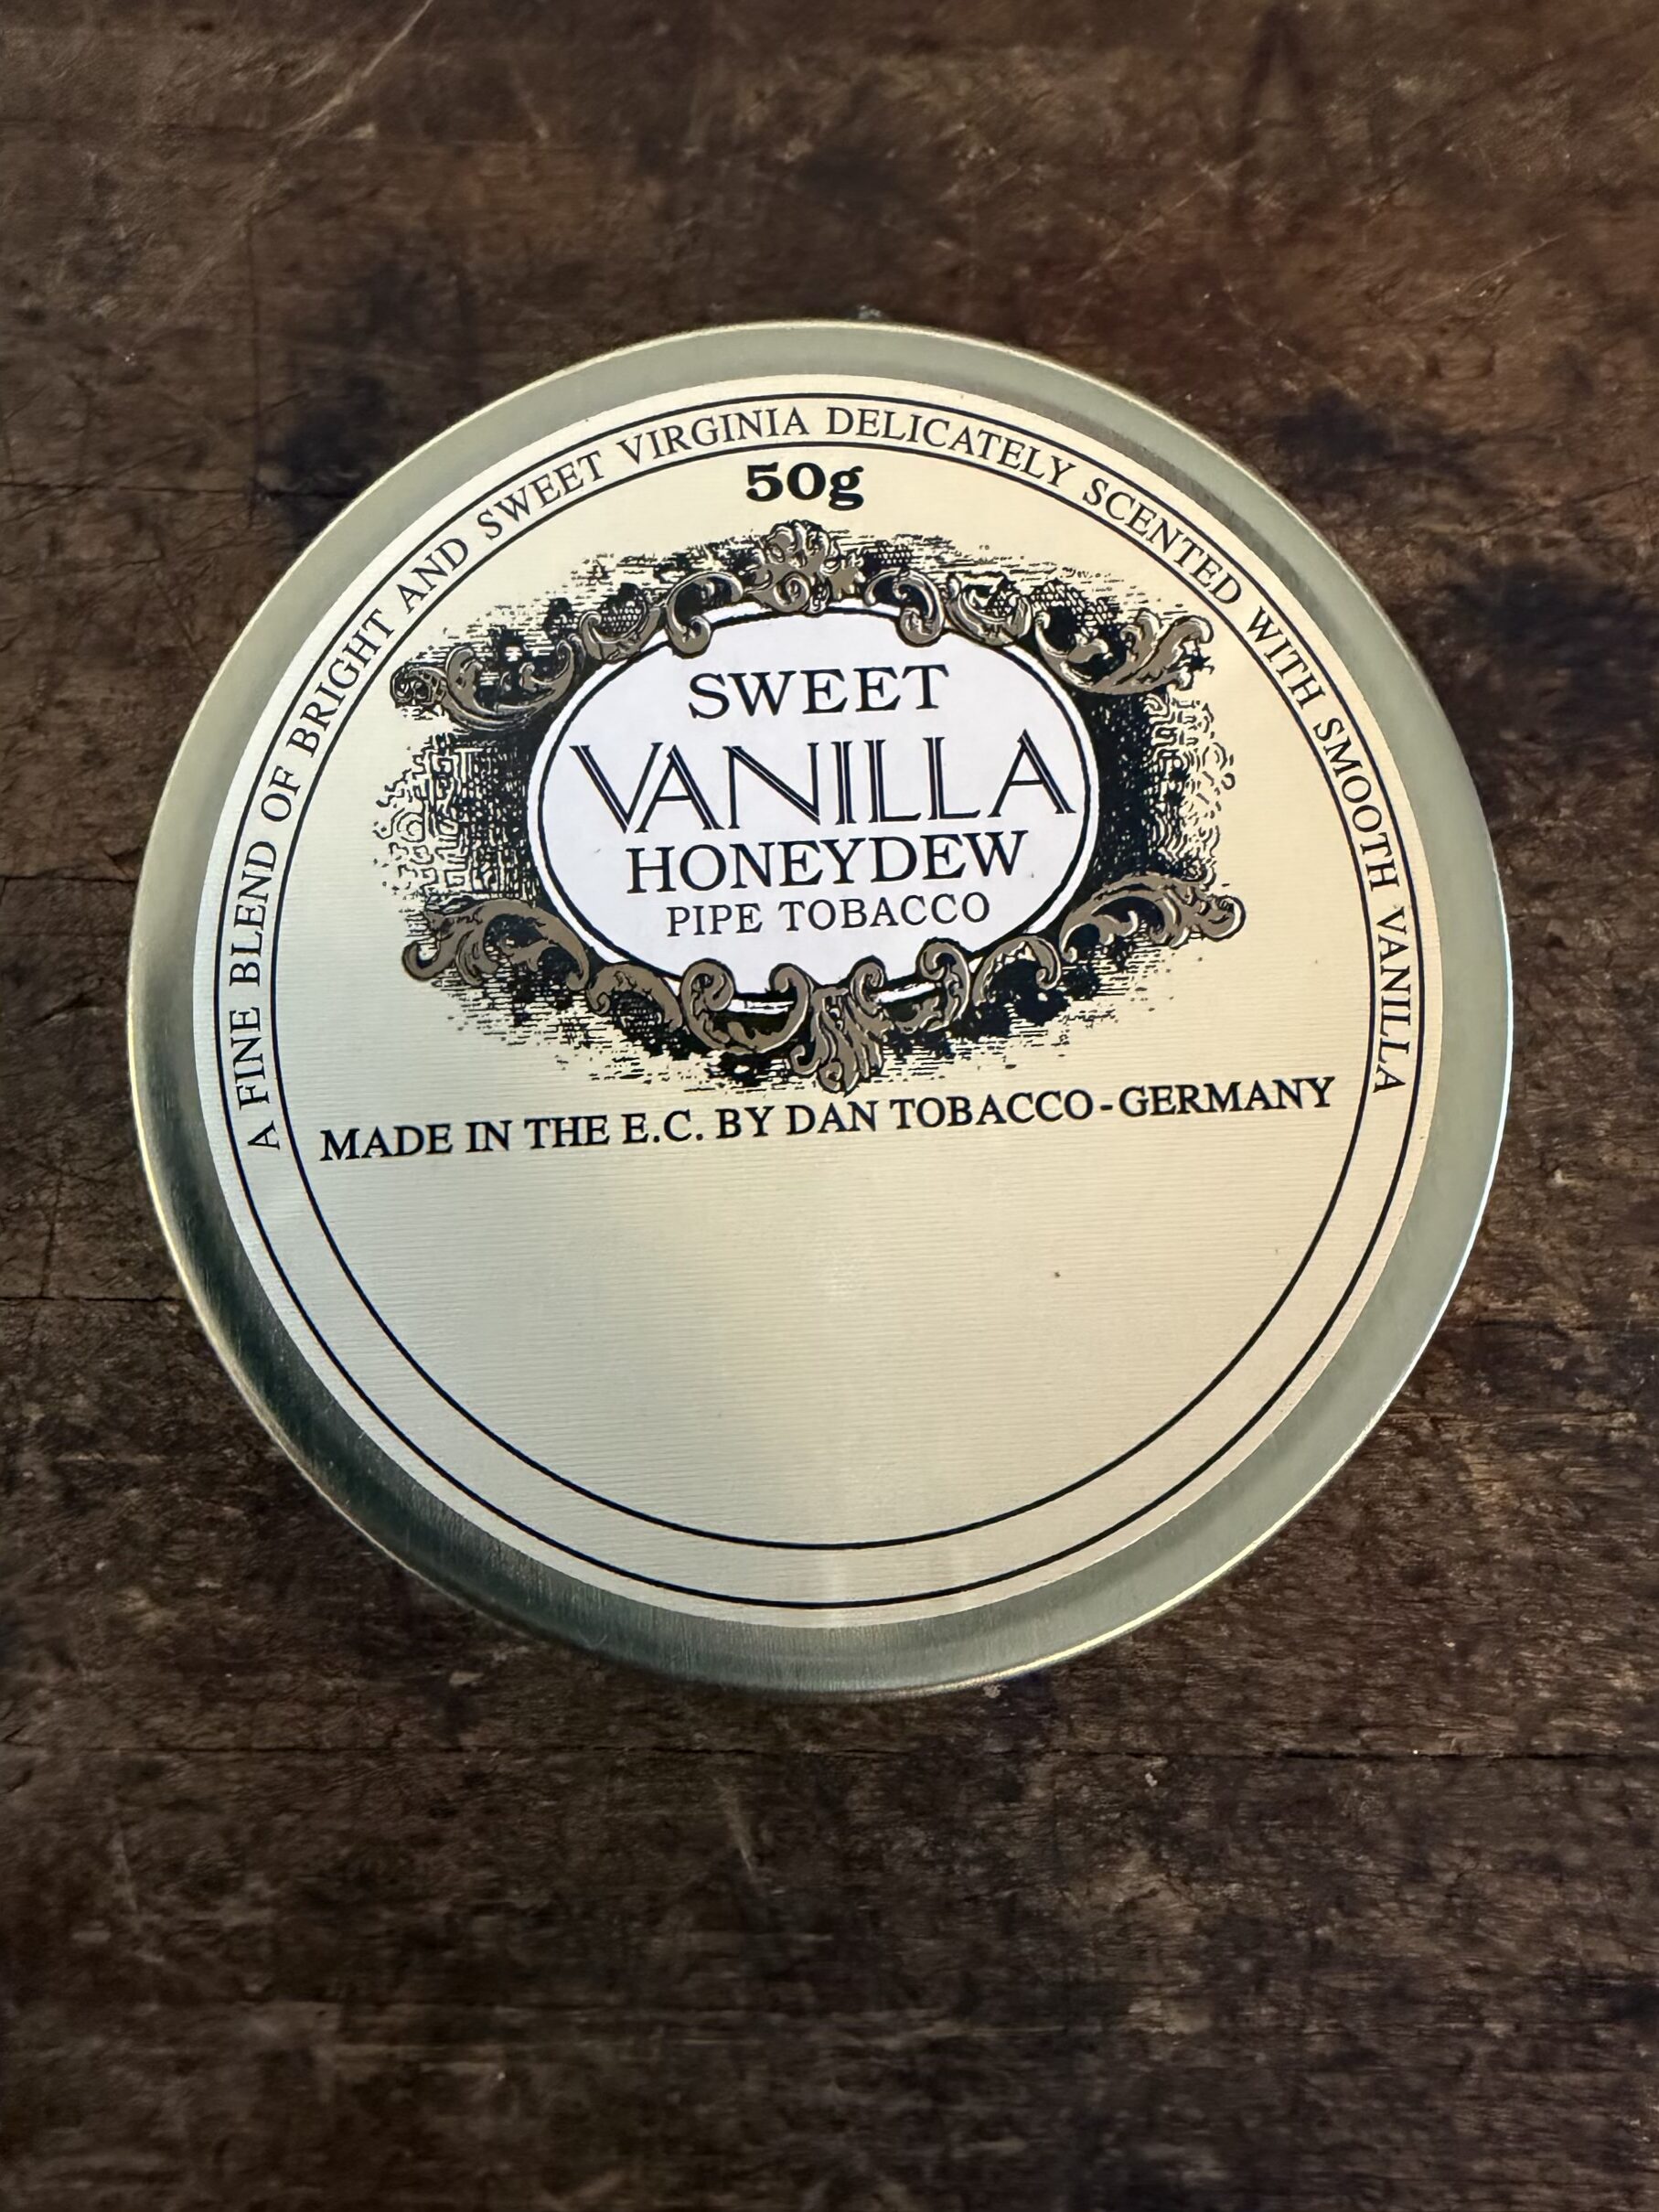 A FINE BLEND OF BRIGHT AND SWEET VIRGINIA DELICATELY SCENTED WITH SMOOTH VANILLA
50g
SWEET
VANILLA
HONEYDEW
PIPE TOBACCO
MADE IN THE E.C. BY DAN TOBACCO-GERMANY